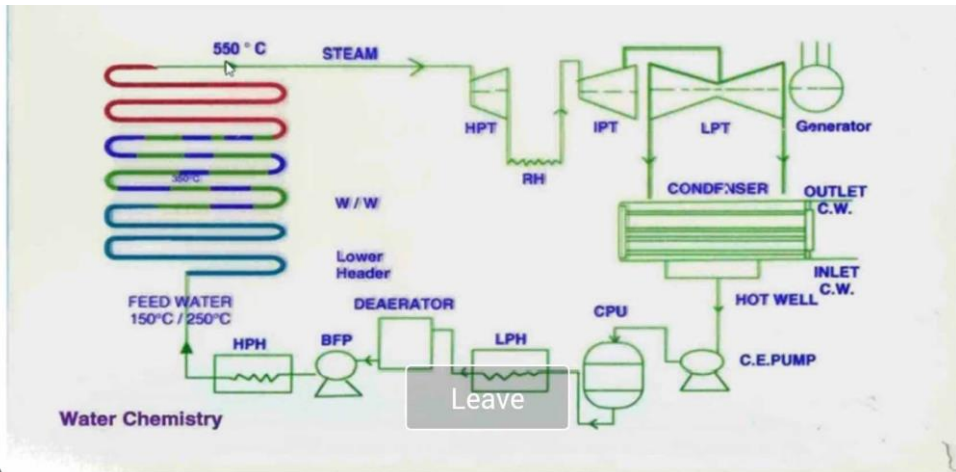 550 ° C
STEAM
HPT
IPT
LPT
Generator
RH
350°C
W / W
CONDENSER
OUTLET
C.W.
Lower
Header
INLET
C.W.
HOT WELL
FEED WATER
150°C / 250°C
DEAERATOR
CPU
HPH
BFP
LPH
C.E.PUMP
Leave
Water Chemistry